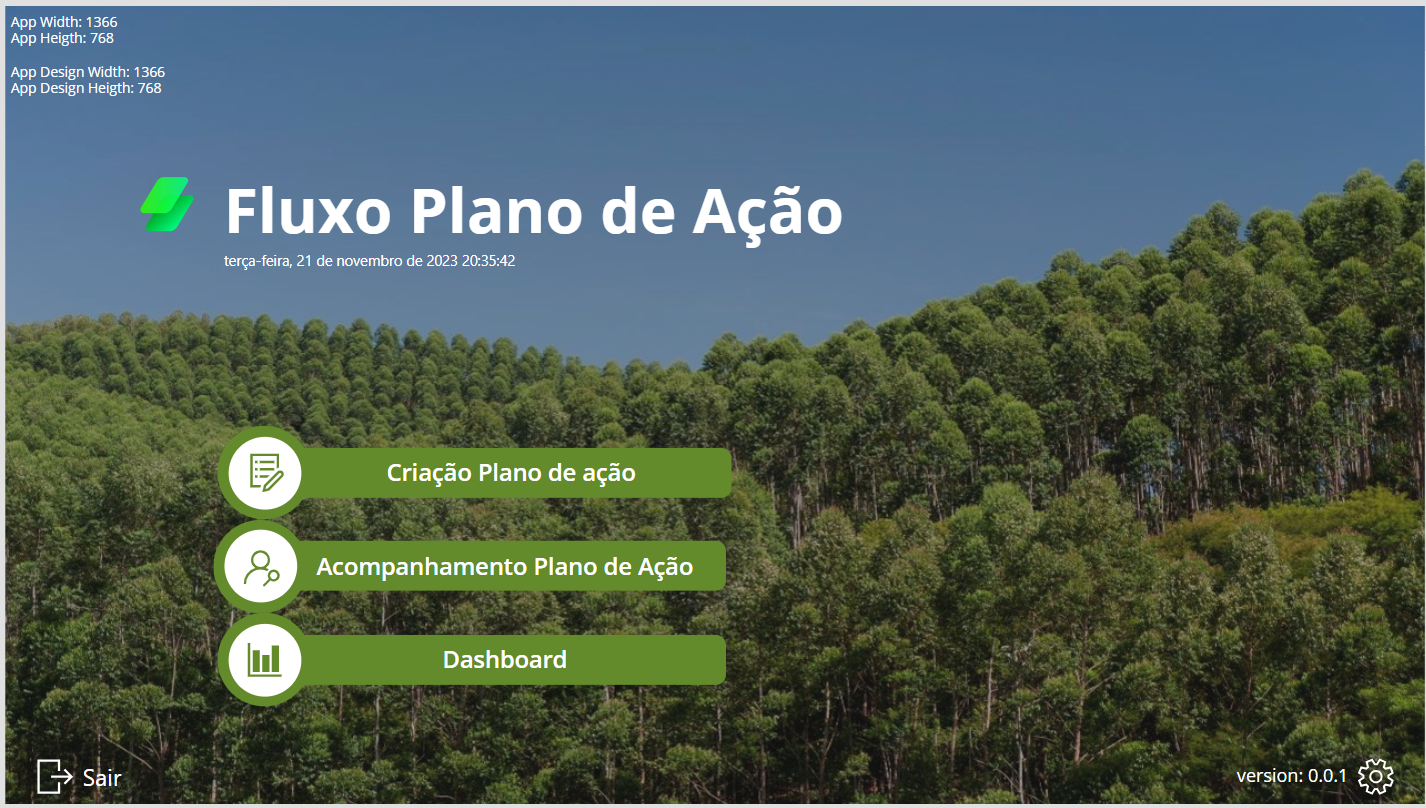 App Width: 1366
App Heigth: 768
App Design Width: 1366
App Design Heigth: 768
Fluxo Plano de Ação
terça-feira, 21 de novembro de 2023 20:35:42
Criação Plano de ação
Acompanhamento Plano de Ação
Dashboard
Sair
version: 0.0.1